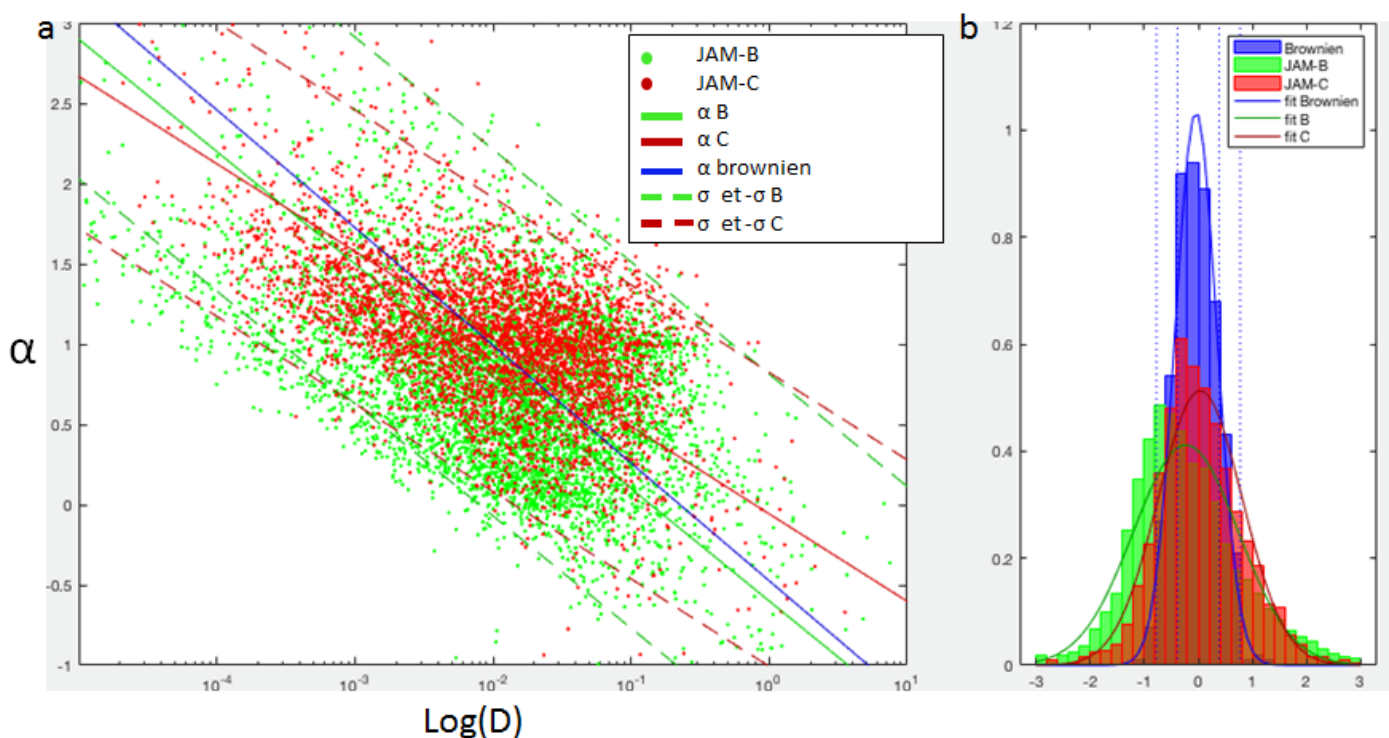 a
3
2.5
2
1.5
1
0.5
0
-0.5
-1
α
10-4
10-3
10-2
10-1
100
101
Log(D)
JAM-B
JAM-C
α B
α C
α brownien
σ et -σ B
σ et -σ C
b
1.2
1
0.8
0.6
0.4
0.2
0
-3
-2
-1
0
1
2
3
Brownien
JAM-B
JAM-C
fit Brownien
fit B
fit C